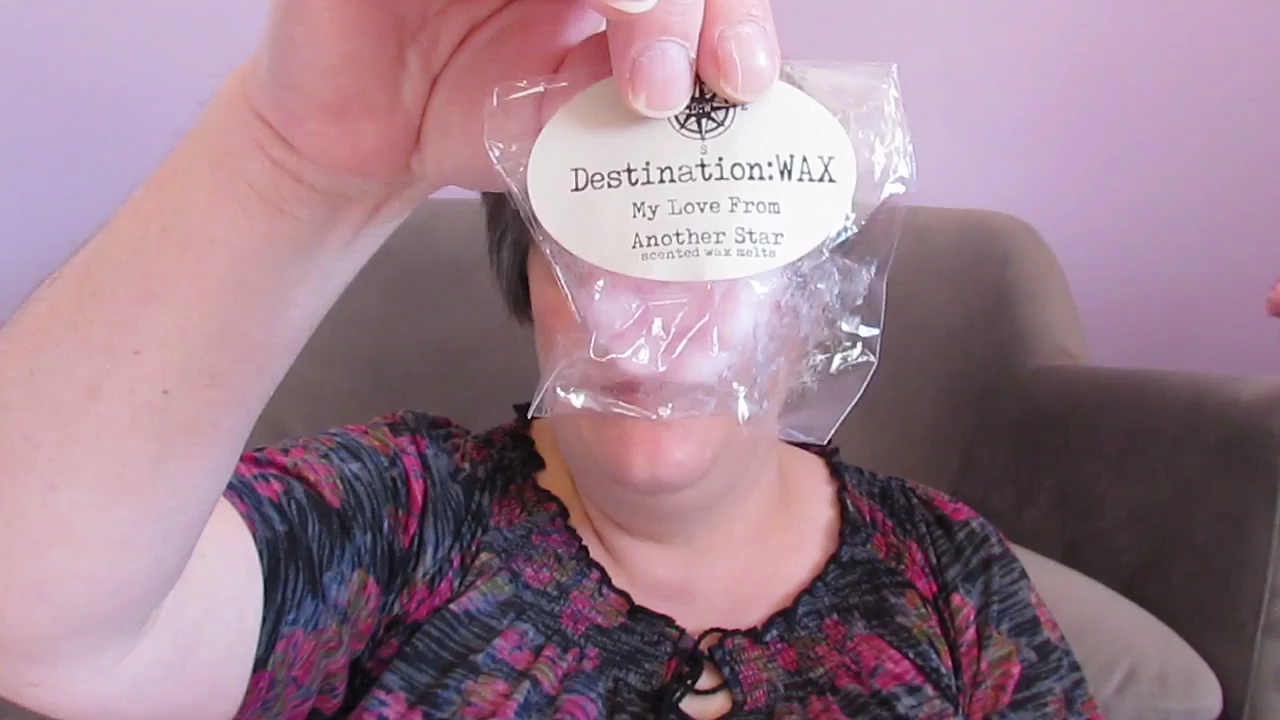 D:W E
S
Destination:WAX
My Love From
Another Star
scented wax melts